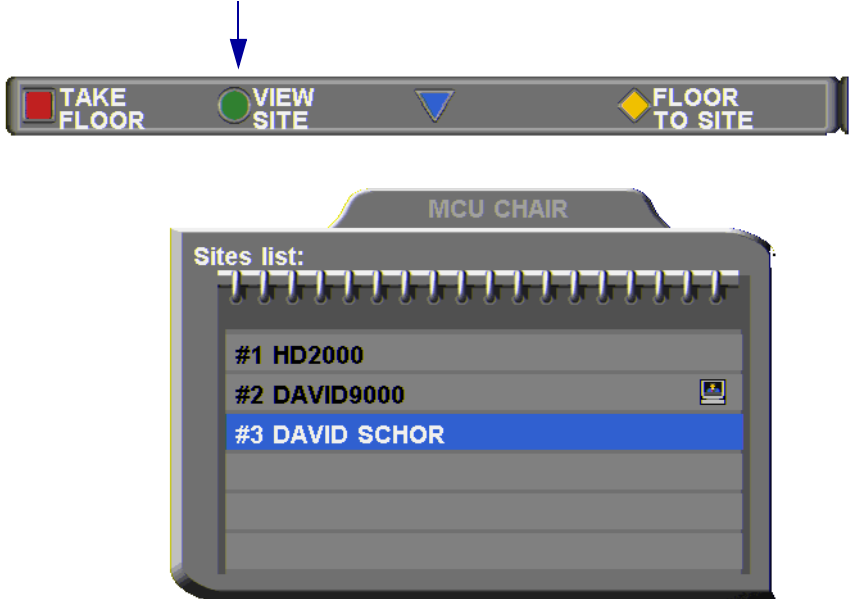 TAKE
FLOOR
VIEW
SITE
FLOOR
TO SITE
MCU CHAIR
Sites list:
#1 HD2000
#2 DAVID9000
#3 DAVID SCHOR